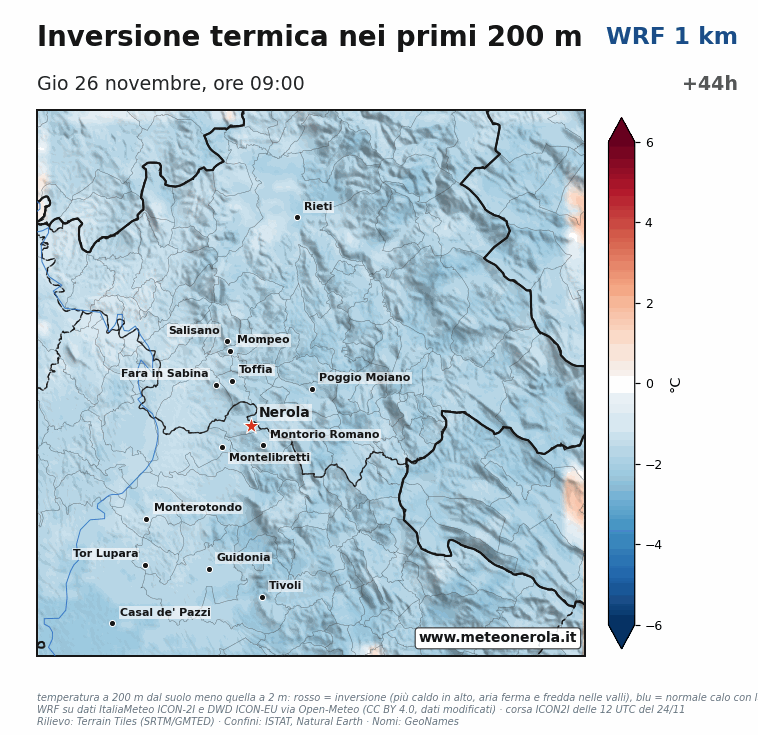 Inversione termica nei primi 200 m WRF 1 km
Gio 26 novembre, ore 09:00 +44h
6
4
2
0
−2
−4
−6
°C
Rieti
Salisano
Mompeo
Toffia
Fara in Sabina
Poggio Moiano
Nerola
Montorio Romano
Montelibretti
Monterotondo
Tor Lupara
Guidonia
Tivoli
Casal de' Pazzi
www.meteonerola.it
temperatura a 200 m dal suolo meno quella a 2 m: rosso = inversione (più caldo in alto, aria ferma e fredda nelle valli), blu = normale calo con l
WRF su dati ItaliaMeteo ICON-2I e DWD ICON-EU via Open-Meteo (CC BY 4.0, dati modificati) · corsa ICON2I delle 12 UTC del 24/11
Rilievo: Terrain Tiles (SRTM/GMTED) · Confini: ISTAT, Natural Earth · Nomi: GeoNames